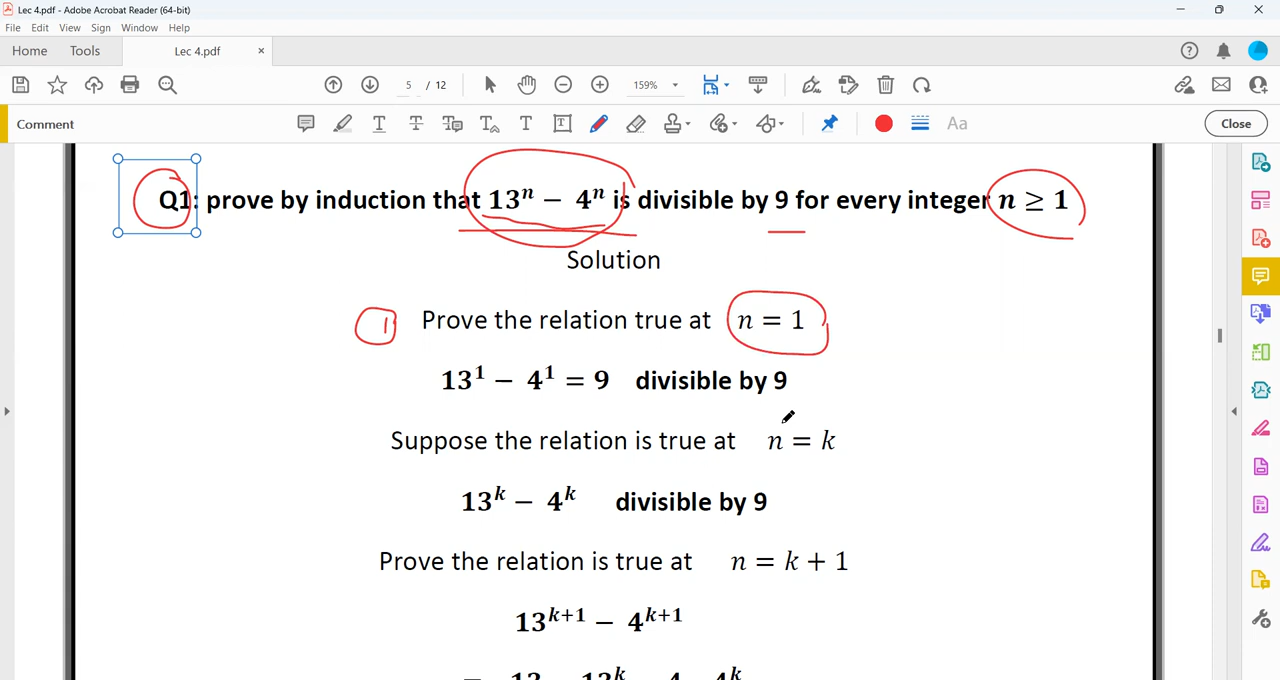 Lec 4.pdf - Adobe Acrobat Reader (64-bit)
File Edit View Sign Window Help
Home Tools Lec 4.pdf ×
5 / 12 159%
Comment Aa Close
Q1: prove by induction that 13ⁿ − 4ⁿ is divisible by 9 for every integer n ≥ 1
Solution
1 Prove the relation true at n = 1
13¹ − 4¹ = 9 divisible by 9
Suppose the relation is true at n = k
13ᵏ − 4ᵏ divisible by 9
Prove the relation is true at n = k + 1
13ᵏ⁺¹ − 4ᵏ⁺¹